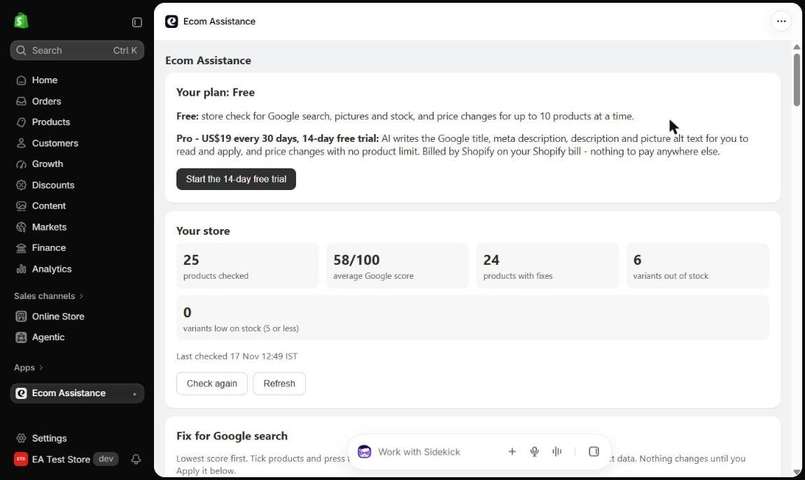 Search Ctrl K
Home
Orders
Products
Customers
Growth
Discounts
Content
Markets
Finance
Analytics
Sales channels >
Online Store
Agentic
Apps >
Ecom Assistance
Settings
EA Test Store dev
Ecom Assistance
Ecom Assistance
Your plan: Free
Free: store check for Google search, pictures and stock, and price changes for up to 10 products at a time.
Pro - US$19 every 30 days, 14-day free trial: AI writes the Google title, meta description, description and picture alt text for you to
read and apply, and price changes with no product limit. Billed by Shopify on your Shopify bill - nothing to pay anywhere else.
Start the 14-day free trial
Your store
25
products checked
58/100
average Google score
24
products with fixes
6
variants out of stock
0
variants low on stock (5 or less)
Last checked 17 Nov 12:49 IST
Check again
Refresh
Fix for Google search
Work with Sidekick
Lowest score first. Tick products and press ct data. Nothing changes until you
Apply it below.